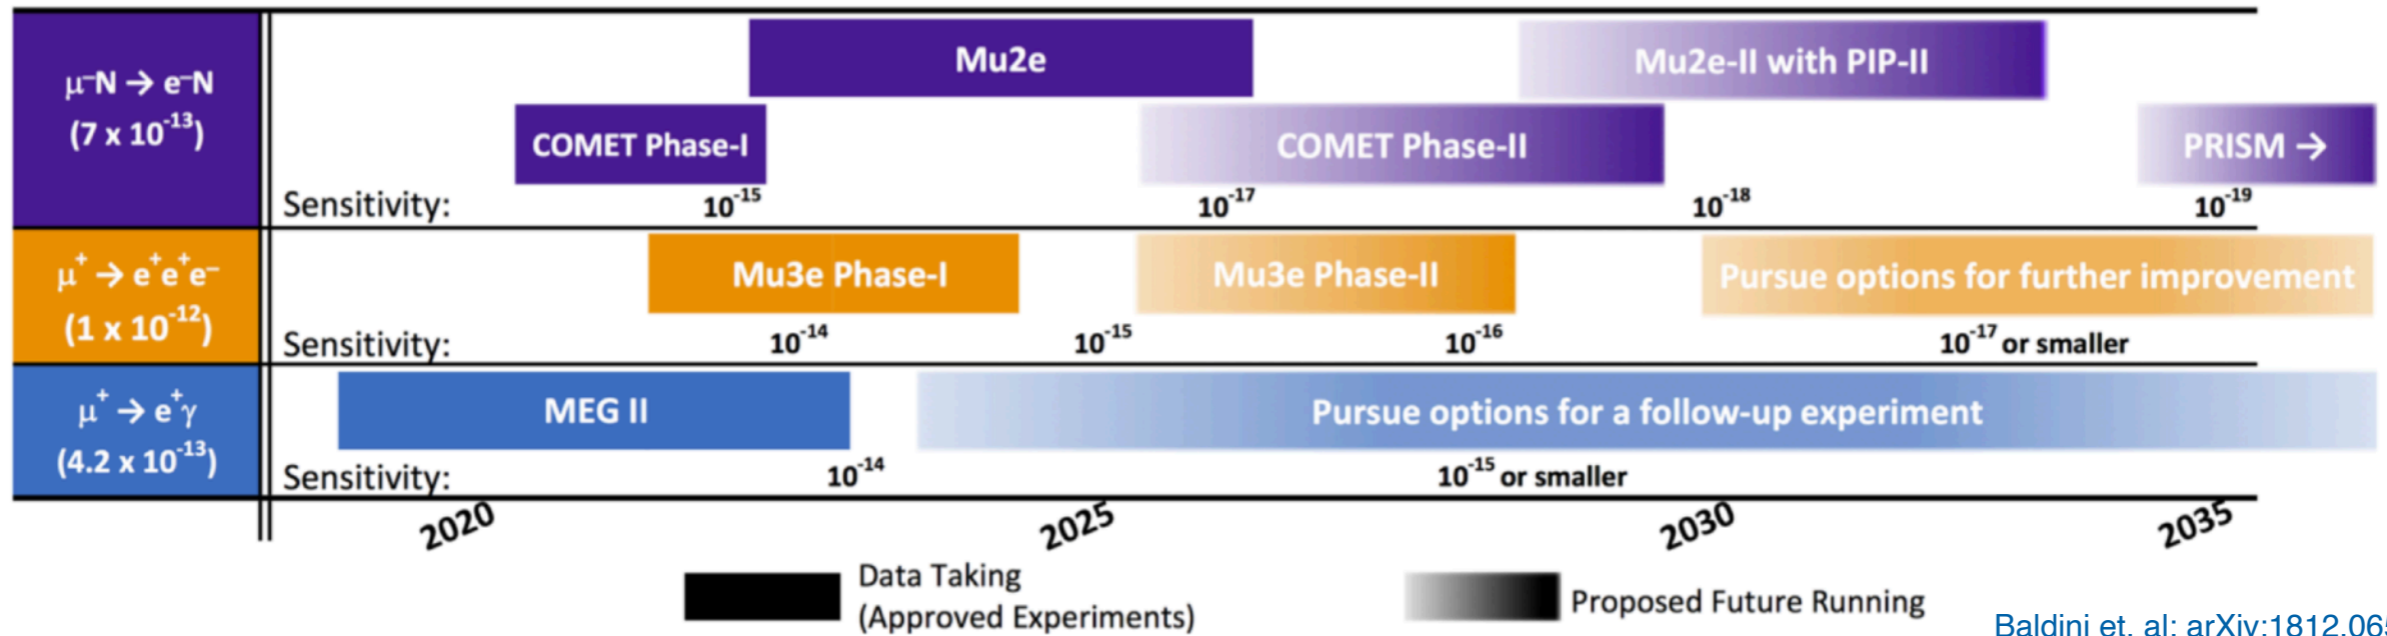 μ⁻N → e⁻N
(7 x 10⁻¹³)
Mu2e
Mu2e-II with PIP-II
COMET Phase-I
COMET Phase-II
PRISM →
Sensitivity: 10⁻¹⁵ 10⁻¹⁷ 10⁻¹⁸ 10⁻¹⁹
μ⁺ → e⁺e⁺e⁻
(1 x 10⁻¹²)
Mu3e Phase-I
Mu3e Phase-II
Pursue options for further improvement
Sensitivity: 10⁻¹⁴ 10⁻¹⁵ 10⁻¹⁶ 10⁻¹⁷ or smaller
μ⁺ → e⁺γ
(4.2 x 10⁻¹³)
MEG II
Pursue options for a follow-up experiment
Sensitivity: 10⁻¹⁴ 10⁻¹⁵ or smaller
2020 2025 2030 2035
Data Taking
(Approved Experiments)
Proposed Future Running
Baldini et. al: arXiv:1812.06